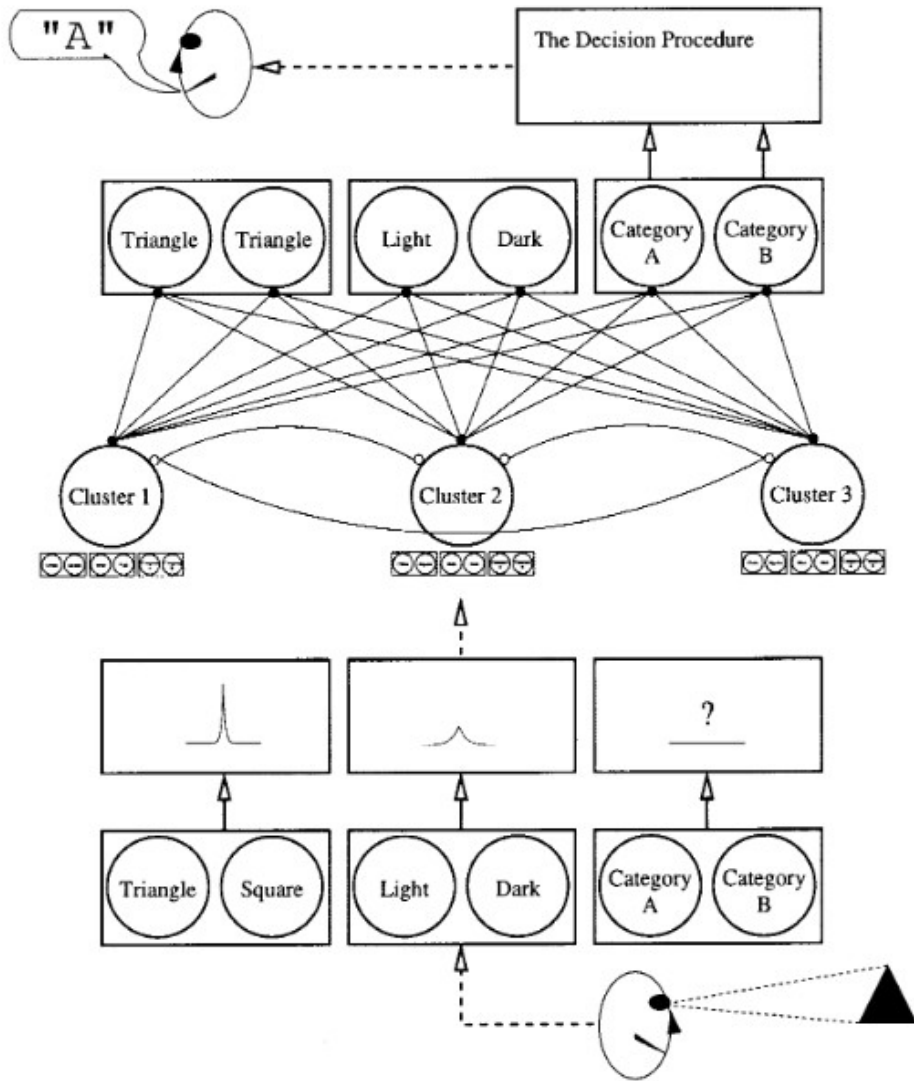 "A"
The Decision Procedure
Triangle
Triangle
Light
Dark
Category
A
Category
B
Cluster 1
Cluster 2
Cluster 3
?
Triangle
Square
Light
Dark
Category
A
Category
B